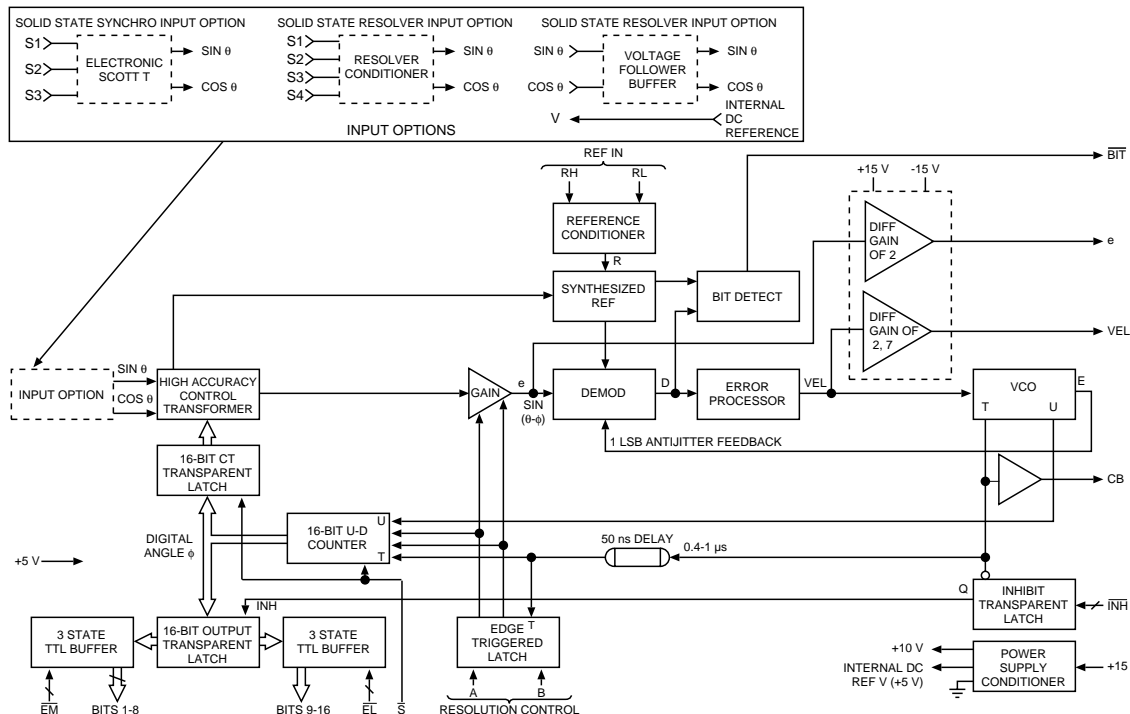 SOLID STATE SYNCHRO INPUT OPTION
S1
S2
S3
ELECTRONIC
SCOTT T
SIN θ
COS θ
SOLID STATE RESOLVER INPUT OPTION
S1
S2
S3
S4
RESOLVER
CONDITIONER
SIN θ
COS θ
SOLID STATE RESOLVER INPUT OPTION
SIN θ
COS θ
VOLTAGE
FOLLOWER
BUFFER
SIN θ
COS θ
V
INTERNAL
DC
REFERENCE
INPUT OPTIONS
REF IN
RH
RL
REFERENCE
CONDITIONER
R
SYNTHESIZED
REF
BIT DETECT
+15 V
-15 V
DIFF
GAIN
OF 2
DIFF
GAIN OF
2, 7
BIT
e
VEL
INPUT OPTION
SIN θ
COS θ
HIGH ACCURACY
CONTROL
TRANSFORMER
GAIN
e
SIN
(θ-ϕ)
DEMOD
D
ERROR
PROCESSOR
VEL
VCO
T
U
E
1 LSB ANTIJITTER FEEDBACK
CB
16-BIT CT
TRANSPARENT
LATCH
DIGITAL
ANGLE ϕ
16-BIT U-D
COUNTER
U
T
50 ns DELAY
0.4-1 µs
+5 V
INH
Q
INHIBIT
TRANSPARENT
LATCH
INH
3 STATE
TTL BUFFER
16-BIT OUTPUT
TRANSPARENT
LATCH
3 STATE
TTL BUFFER
EDGE T
TRIGGERED
LATCH
A
B
RESOLUTION CONTROL
EM
BITS 1-8
BITS 9-16
EL
S
+10 V
INTERNAL DC
REF V (+5 V)
POWER
SUPPLY
CONDITIONER
+15